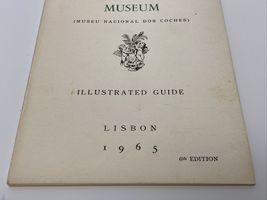 MUSEUM
(MUSEU NACIONAL DOS COCHES)
ILLUSTRATED GUIDE
LISBON
1965
6th EDITION